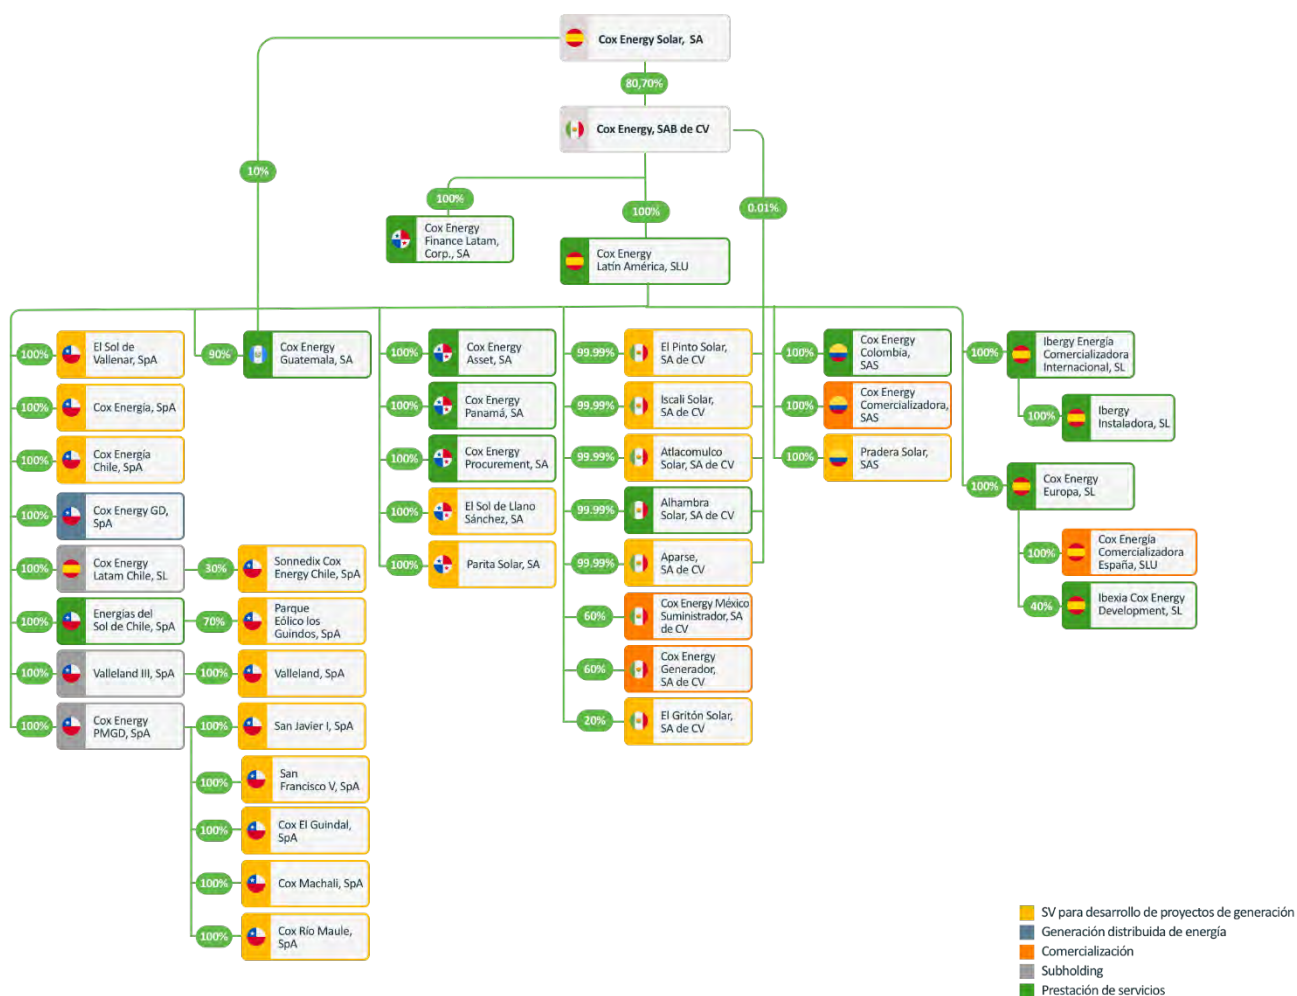 Cox Energy Solar, SA
80,70%
Cox Energy, SAB de CV
10%
100%
100%
0.01%
Cox Energy
Finance Latam,
Corp., SA
Cox Energy
Latín América, SLU
100%
El Sol de
Vallenar, SpA
100%
Cox Energía, SpA
100%
Cox Energía
Chile, SpA
100%
Cox Energy GD,
SpA
100%
Cox Energy
Latam Chile, SL
30%
Sonnedix Cox
Energy Chile, SpA
100%
Energías del
Sol de Chile, SpA
70%
Parque
Eólico los
Guindos, SpA
100%
Valleland III, SpA
100%
Valleland, SpA
100%
Cox Energy
PMGD, SpA
100%
San Javier I, SpA
100%
San
Francisco V, SpA
100%
Cox El Guindal,
SpA
100%
Cox Machali, SpA
100%
Cox Río Maule,
SpA
90%
Cox Energy
Guatemala, SA
100%
Cox Energy
Asset, SA
100%
Cox Energy
Panamá, SA
100%
Cox Energy
Procurement, SA
100%
El Sol de Llano
Sánchez, SA
100%
Parita Solar, SA
99.99%
El Pinto Solar,
SA de CV
99.99%
Iscali Solar,
SA de CV
99.99%
Atlacomulco
Solar, SA de CV
99.99%
Alhambra
Solar, SA de CV
99.99%
Aparse,
SA de CV
60%
Cox Energy México
Suministrador, SA
de CV
60%
Cox Energy
Generador,
SA de CV
20%
El Gritón Solar,
SA de CV
100%
Cox Energy
Colombia,
SAS
100%
Cox Energy
Comercializadora,
SAS
100%
Pradera Solar,
SAS
100%
Ibergy Energía
Comercializadora
Internacional, SL
100%
Ibergy
Instaladora, SL
100%
Cox Energy
Europa, SL
100%
Cox Energía
Comercializadora
España, SLU
40%
Ibexia Cox Energy
Development, SL
SV para desarrollo de proyectos de generación
Generación distribuida de energía
Comercialización
Subholding
Prestación de servicios